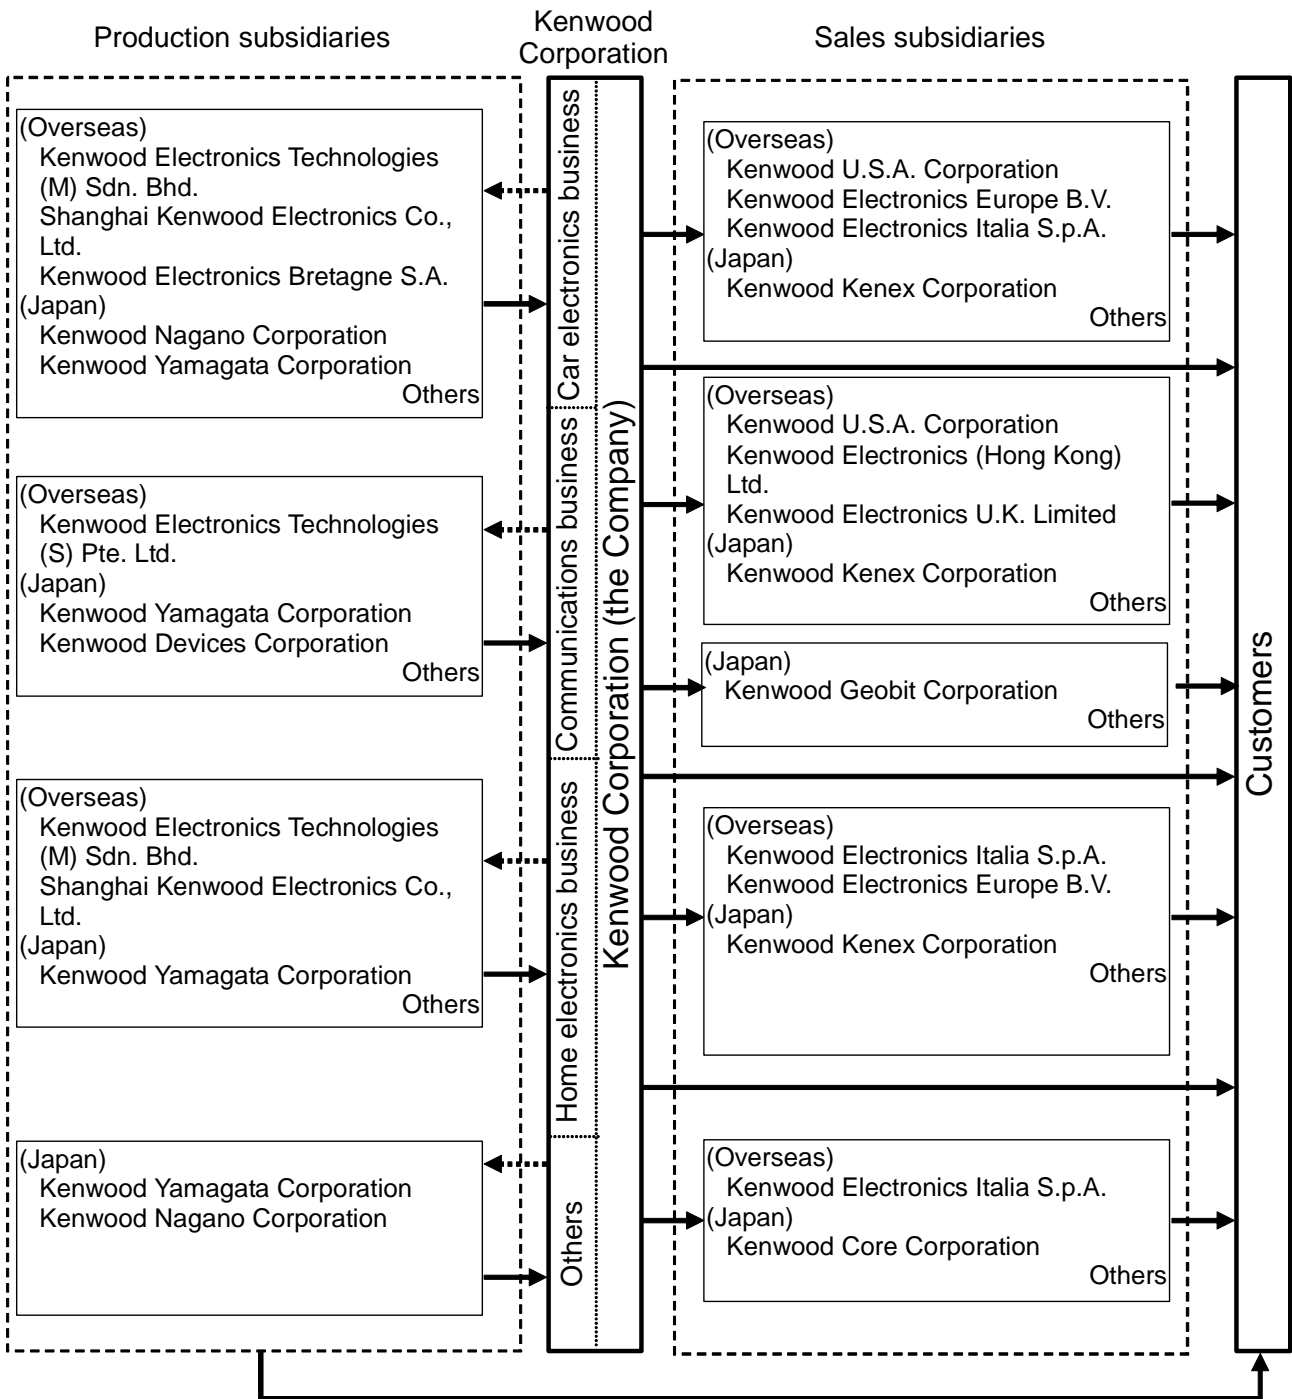 Production subsidiaries
Kenwood
Corporation
Sales subsidiaries
(Overseas)
Kenwood Electronics Technologies
(M) Sdn. Bhd.
Shanghai Kenwood Electronics Co.,
Ltd.
Kenwood Electronics Bretagne S.A.
(Japan)
Kenwood Nagano Corporation
Kenwood Yamagata Corporation
Others
(Overseas)
Kenwood Electronics Technologies
(S) Pte. Ltd.
(Japan)
Kenwood Yamagata Corporation
Kenwood Devices Corporation
Others
(Overseas)
Kenwood Electronics Technologies
(M) Sdn. Bhd.
Shanghai Kenwood Electronics Co.,
Ltd.
(Japan)
Kenwood Yamagata Corporation
Others
(Japan)
Kenwood Yamagata Corporation
Kenwood Nagano Corporation
Car electronics business
Communications business
Home electronics business
Others
Kenwood Corporation (the Company)
(Overseas)
Kenwood U.S.A. Corporation
Kenwood Electronics Europe B.V.
Kenwood Electronics Italia S.p.A.
(Japan)
Kenwood Kenex Corporation
Others
(Overseas)
Kenwood U.S.A. Corporation
Kenwood Electronics (Hong Kong)
Ltd.
Kenwood Electronics U.K. Limited
(Japan)
Kenwood Kenex Corporation
Others
(Japan)
Kenwood Geobit Corporation
Others
(Overseas)
Kenwood Electronics Italia S.p.A.
Kenwood Electronics Europe B.V.
(Japan)
Kenwood Kenex Corporation
Others
(Overseas)
Kenwood Electronics Italia S.p.A.
(Japan)
Kenwood Core Corporation
Others
Customers